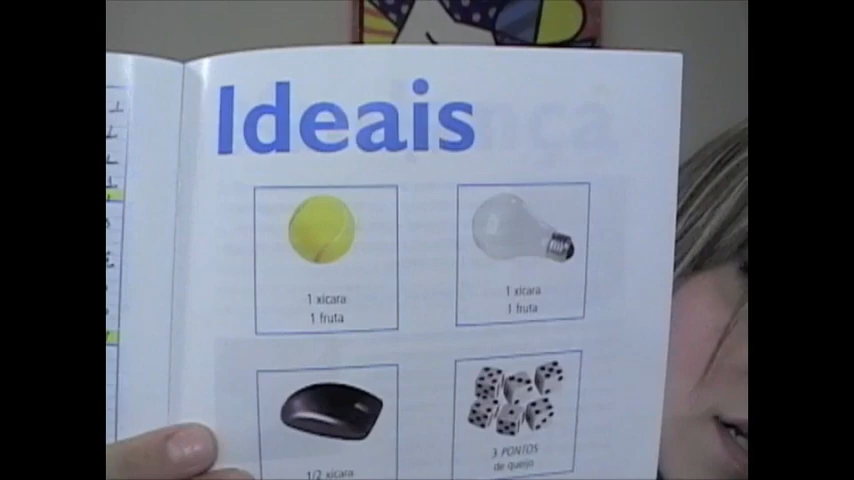 Ideais
1 xícara
1 fruta
1 xícara
1 fruta
1/2 xícara
3 PONTOS
de queijo